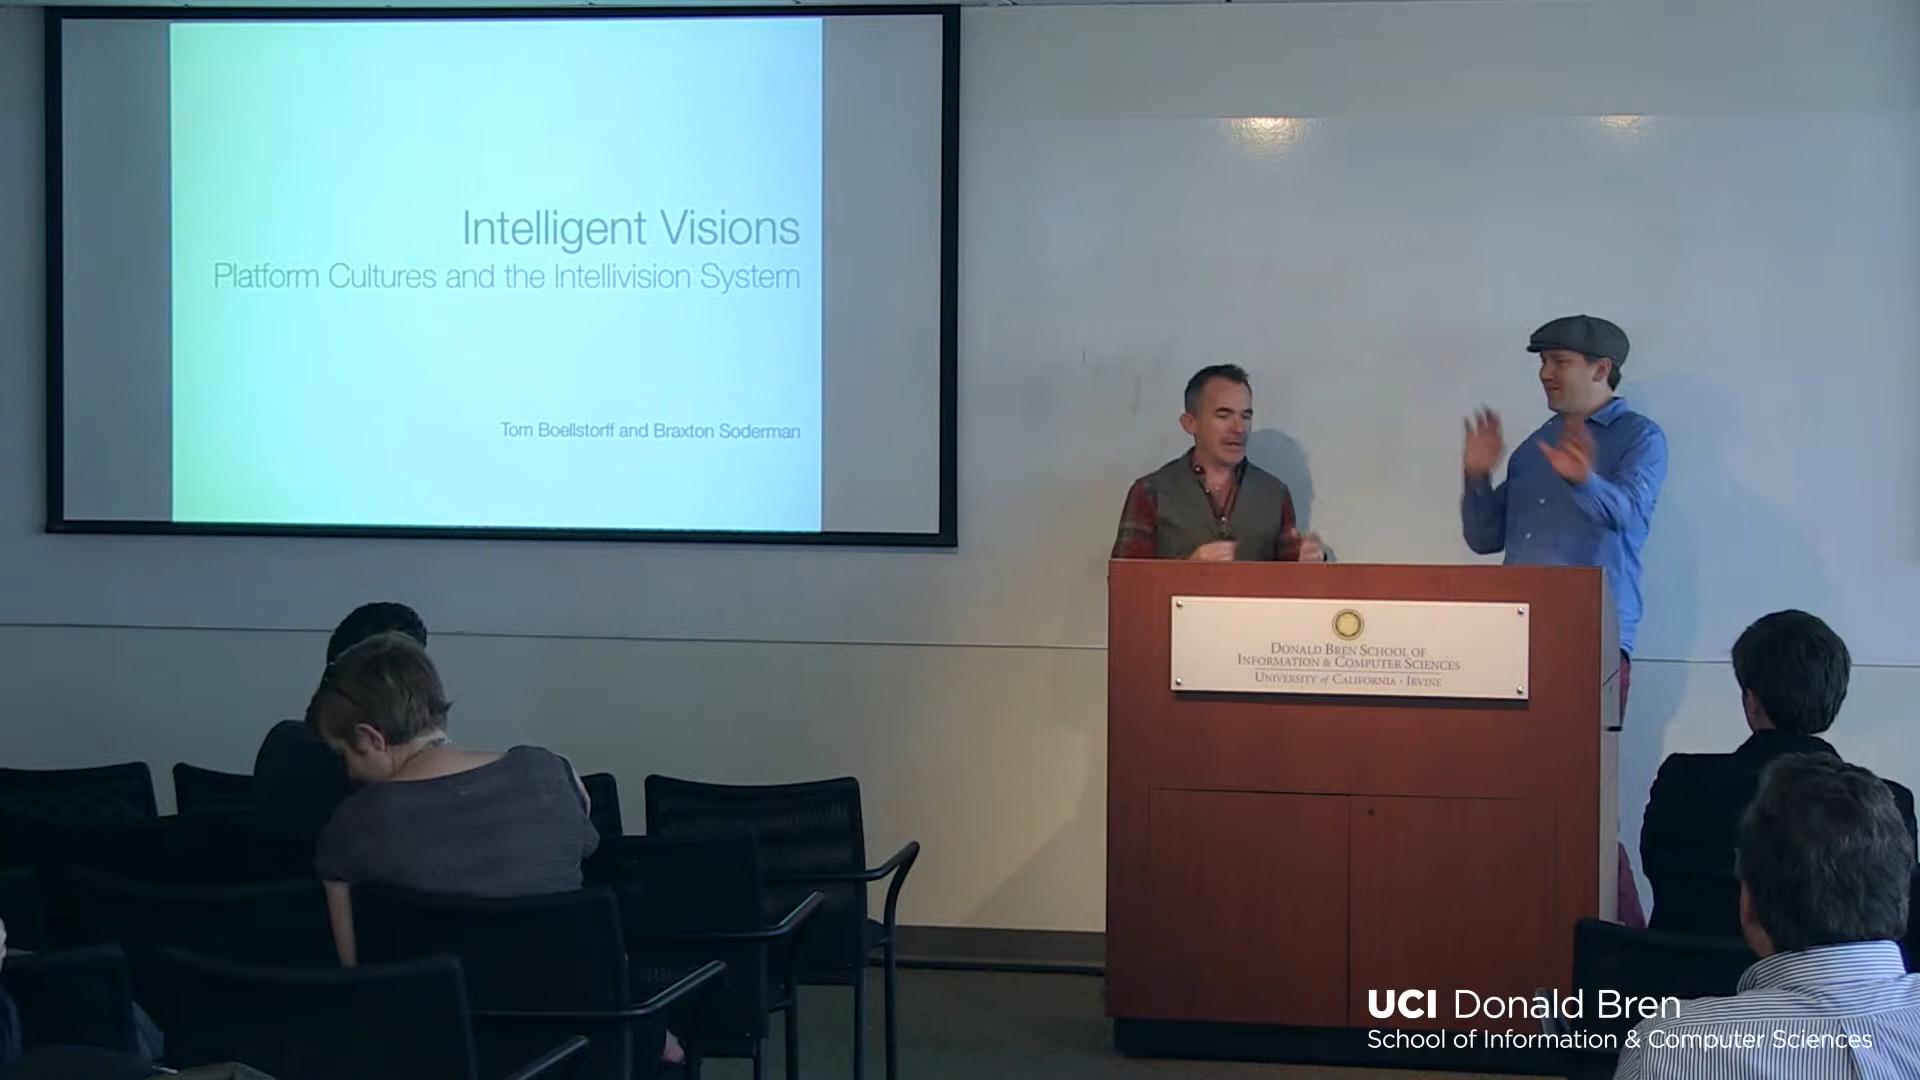 Intelligent Visions
Platform Cultures and the Intellivision System
Tom Boellstorff and Braxton Soderman
DONALD BREN SCHOOL OF
INFORMATION & COMPUTER SCIENCES
UNIVERSITY of CALIFORNIA · IRVINE
UCI Donald Bren
School of Information & Computer Sciences